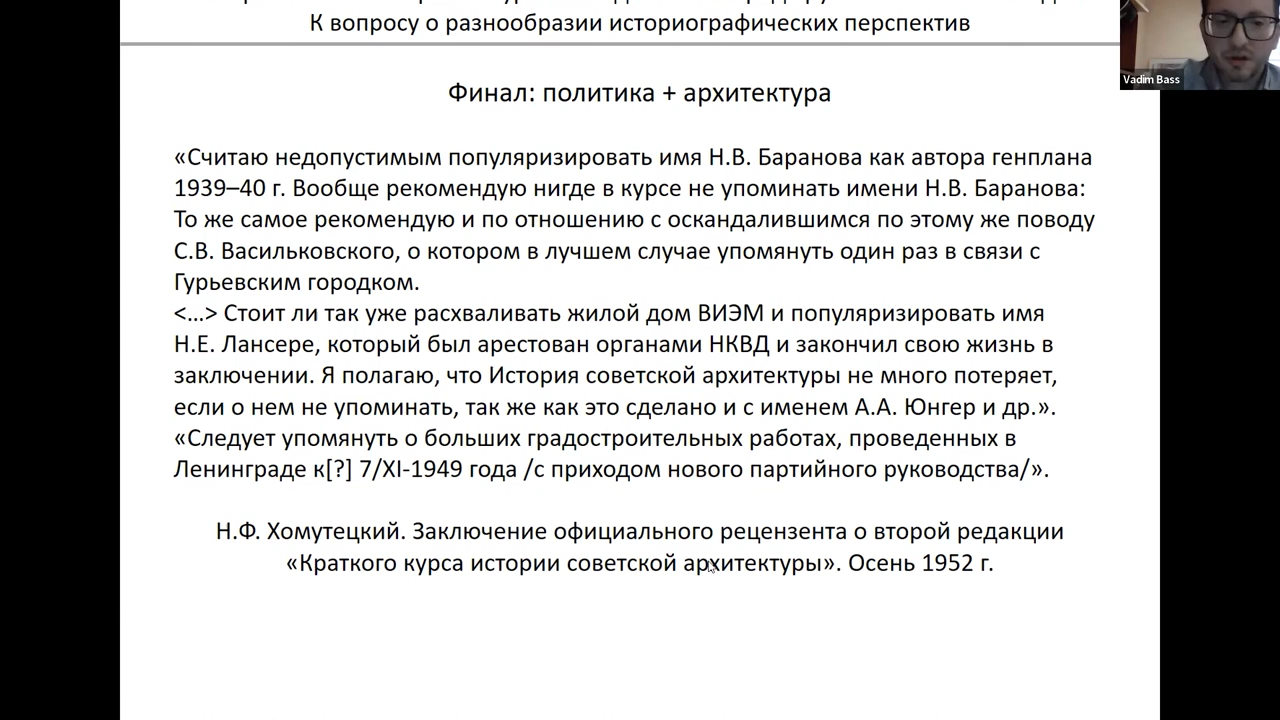 К вопросу о разнообразии историографических перспектив
Vadim Bass
Финал: политика + архитектура
«Считаю недопустимым популяризировать имя Н.В. Баранова как автора генплана
1939–40 г. Вообще рекомендую нигде в курсе не упоминать имени Н.В. Баранова:
То же самое рекомендую и по отношению с оскандалившимся по этому же поводу
С.В. Васильковского, о котором в лучшем случае упомянуть один раз в связи с
Гурьевским городком.
<…> Стоит ли так уже расхваливать жилой дом ВИЭМ и популяризировать имя
Н.Е. Лансере, который был арестован органами НКВД и закончил свою жизнь в
заключении. Я полагаю, что История советской архитектуры не много потеряет,
если о нем не упоминать, так же как это сделано и с именем А.А. Юнгер и др.».
«Следует упомянуть о больших градостроительных работах, проведенных в
Ленинграде к[?] 7/XI-1949 года /с приходом нового партийного руководства/».
Н.Ф. Хомутецкий. Заключение официального рецензента о второй редакции
«Краткого курса истории советской архитектуры». Осень 1952 г.